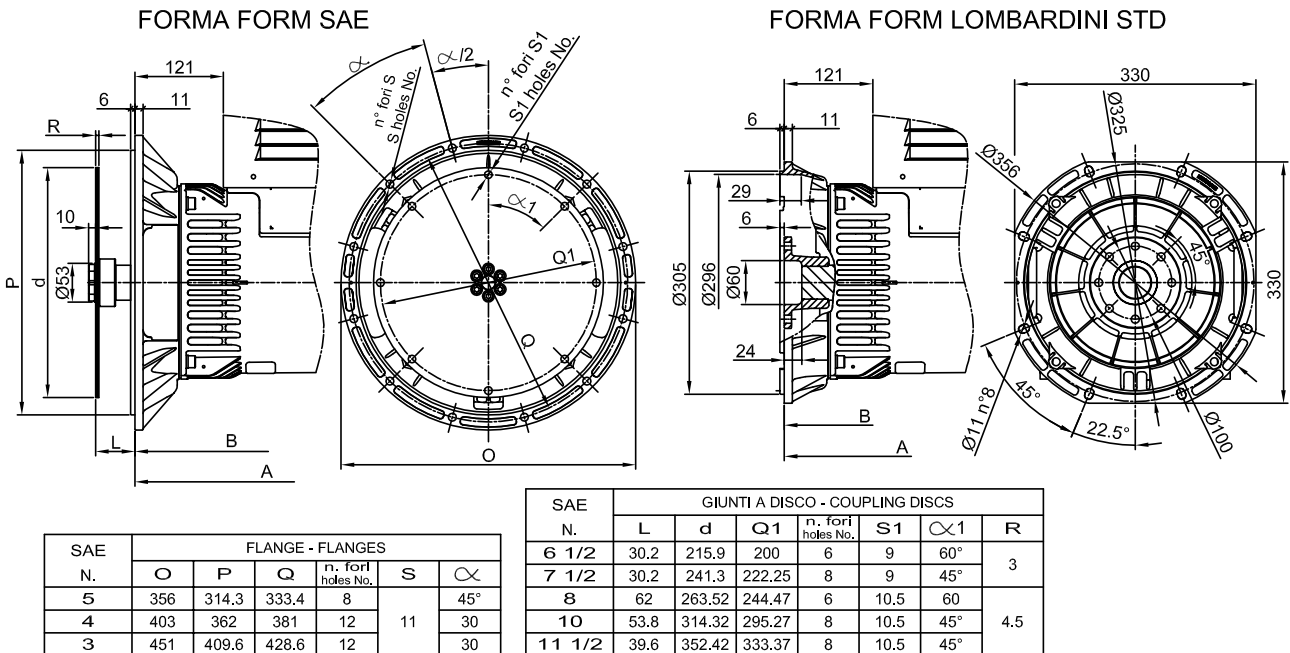 FORMA FORM SAE
FORMA FORM LOMBARDINI STD
121
6
11
R
10
Ø53
d
P
L
B
A
∝
∝/2
n° fori S
S holes No.
n° fori S1
S1 holes No.
∝1
Q1
Q
O
121
6
11
29
6
Ø305
Ø296
Ø60
24
B
A
330
Ø325
Ø356
45°
330
45°
Ø11 n°8
22.5°
Ø100
SAE N. FLANGE - FLANGES
O P Q n. fori holes No. S ∝
5 356 314.3 333.4 8 11 45°
4 403 362 381 12 30
3 451 409.6 428.6 12 30
SAE N. GIUNTI A DISCO - COUPLING DISCS
L d Q1 n. fori holes No. S1 ∝1 R
6 1/2 30.2 215.9 200 6 9 60° 3
7 1/2 30.2 241.3 222.25 8 9 45°
8 62 263.52 244.47 6 10.5 60 4.5
10 53.8 314.32 295.27 8 10.5 45°
11 1/2 39.6 352.42 333.37 8 10.5 45°